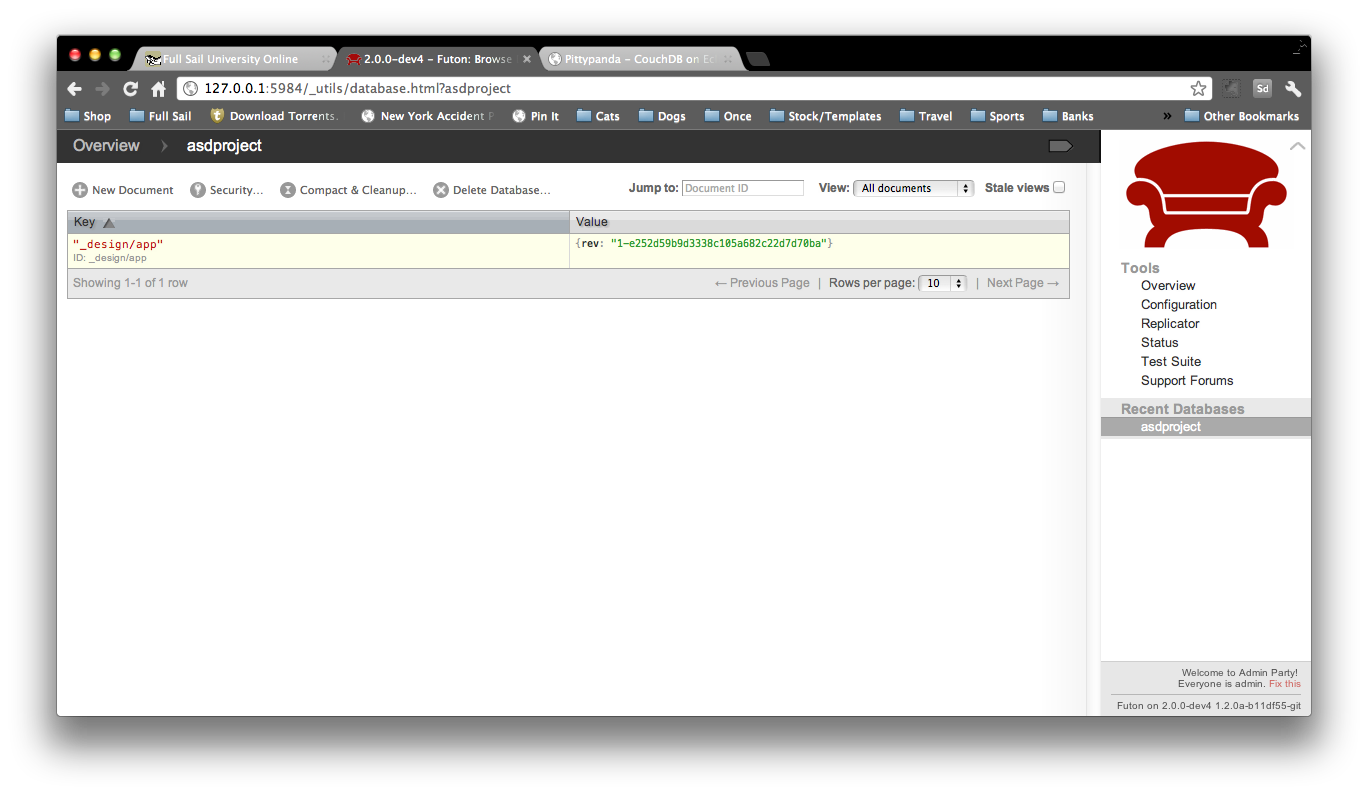 Full Sail University Online
2.0.0-dev4 – Futon: Browse
Pittypanda – CouchDB on Ec
127.0.0.1:5984/_utils/database.html?asdproject
Sd
Shop Full Sail Download Torrents. New York Accident P Pin It Cats Dogs Once Stock/Templates Travel Sports Banks » Other Bookmarks
Overview asdproject
New Document Security... Compact & Cleanup... Delete Database... Jump to: Document ID View: All documents Stale views
Key Value
"_design/app" {rev: "1-e252d59b9d3338c105a682c22d7d70ba"}
ID: _design/app
Showing 1-1 of 1 row ← Previous Page | Rows per page: 10 | Next Page →
Tools
Overview
Configuration
Replicator
Status
Test Suite
Support Forums
Recent Databases
asdproject
Welcome to Admin Party!
Everyone is admin. Fix this
Futon on 2.0.0-dev4 1.2.0a-b11df55-git